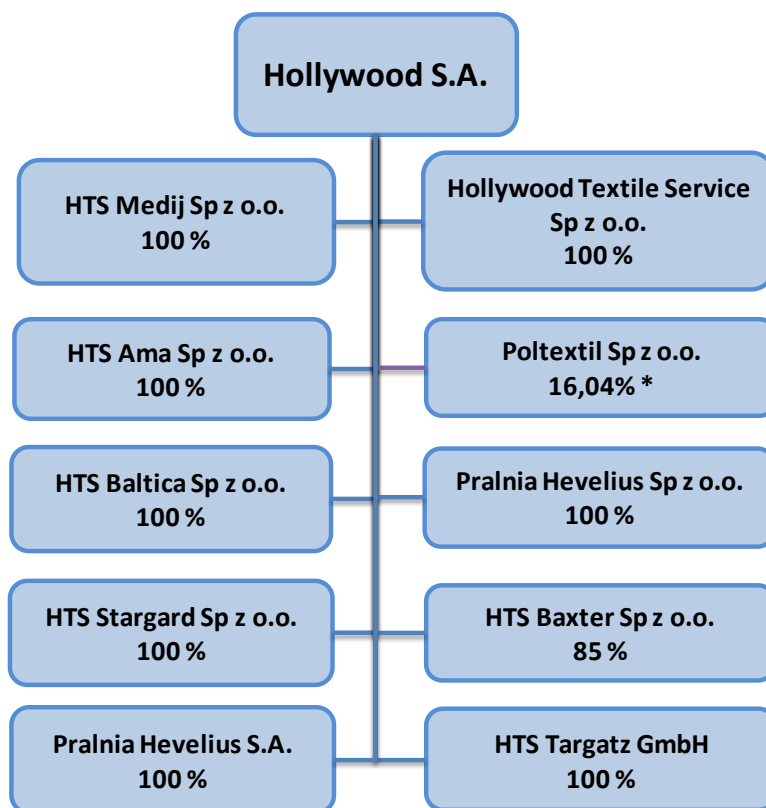 Hollywood S.A.
HTS Medij Sp z o.o.
100 %
Hollywood Textile Service
Sp z o.o.
100 %
HTS Ama Sp z o.o.
100 %
Poltextil Sp z o.o.
16,04% *
HTS Baltica Sp z o.o.
100 %
Pralnia Hevelius Sp z o.o.
100 %
HTS Stargard Sp z o.o.
100 %
HTS Baxter Sp z o.o.
85 %
Pralnia Hevelius S.A.
100 %
HTS Targatz GmbH
100 %